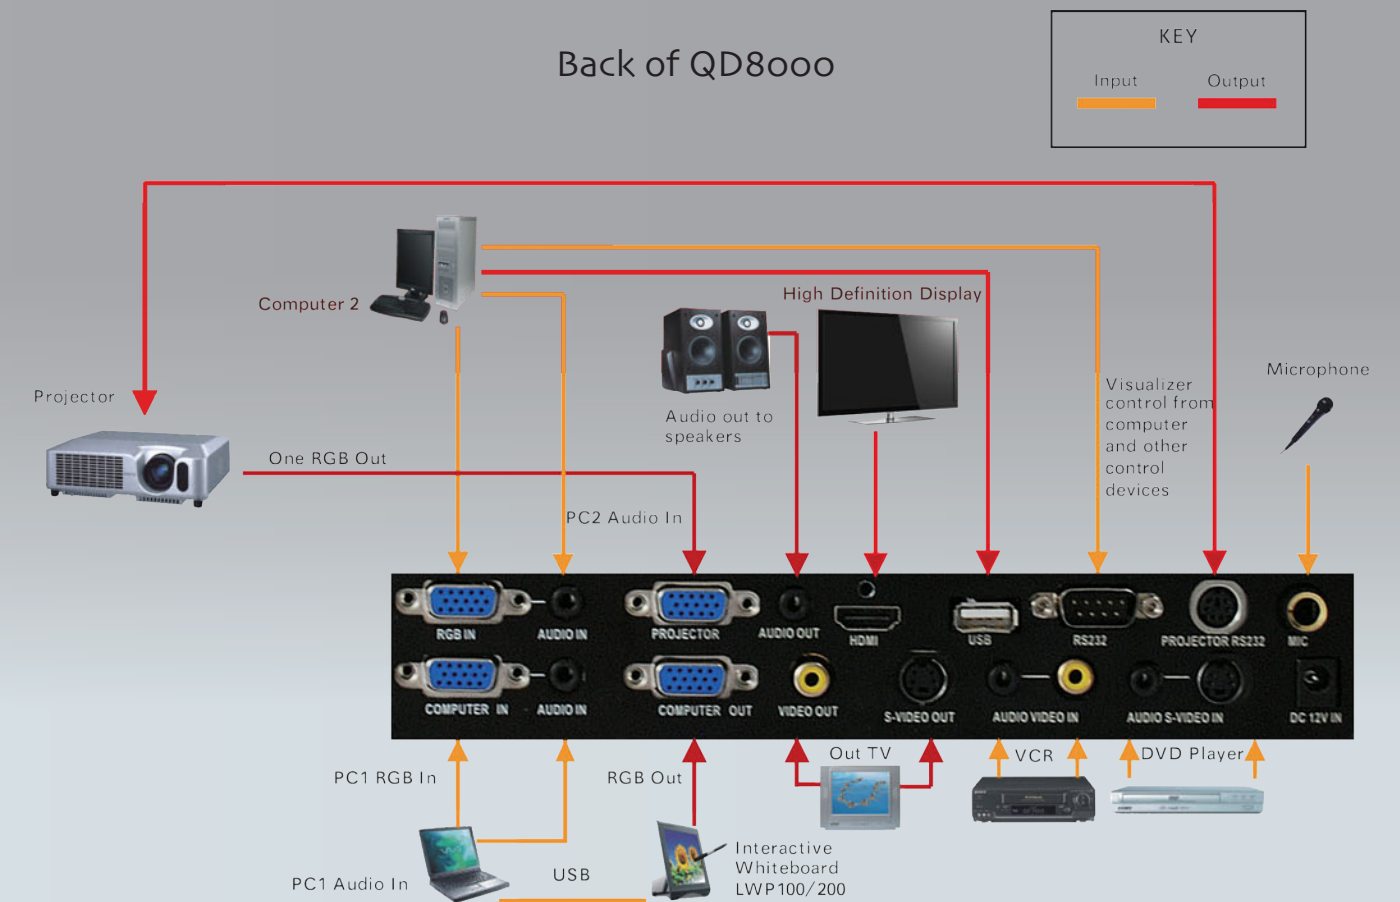 Back of QD8000
KEY
Input
Output
Computer 2
High Definition Display
Projector
Audio out to
speakers
Visualizer
control from
computer
and other
control
devices
Microphone
One RGB Out
PC2 Audio In
RGB IN
AUDIO IN
PROJECTOR
AUDIO OUT
HDMI
USB
RS232
PROJECTOR RS232
MIC
COMPUTER IN
AUDIO IN
COMPUTER OUT
VIDEO OUT
S-VIDEO OUT
AUDIO VIDEO IN
AUDIO S-VIDEO IN
DC 12V IN
PC1 RGB In
RGB Out
Out TV
VCR
DVD Player
PC1 Audio In
USB
Interactive
Whiteboard
LWP100/200